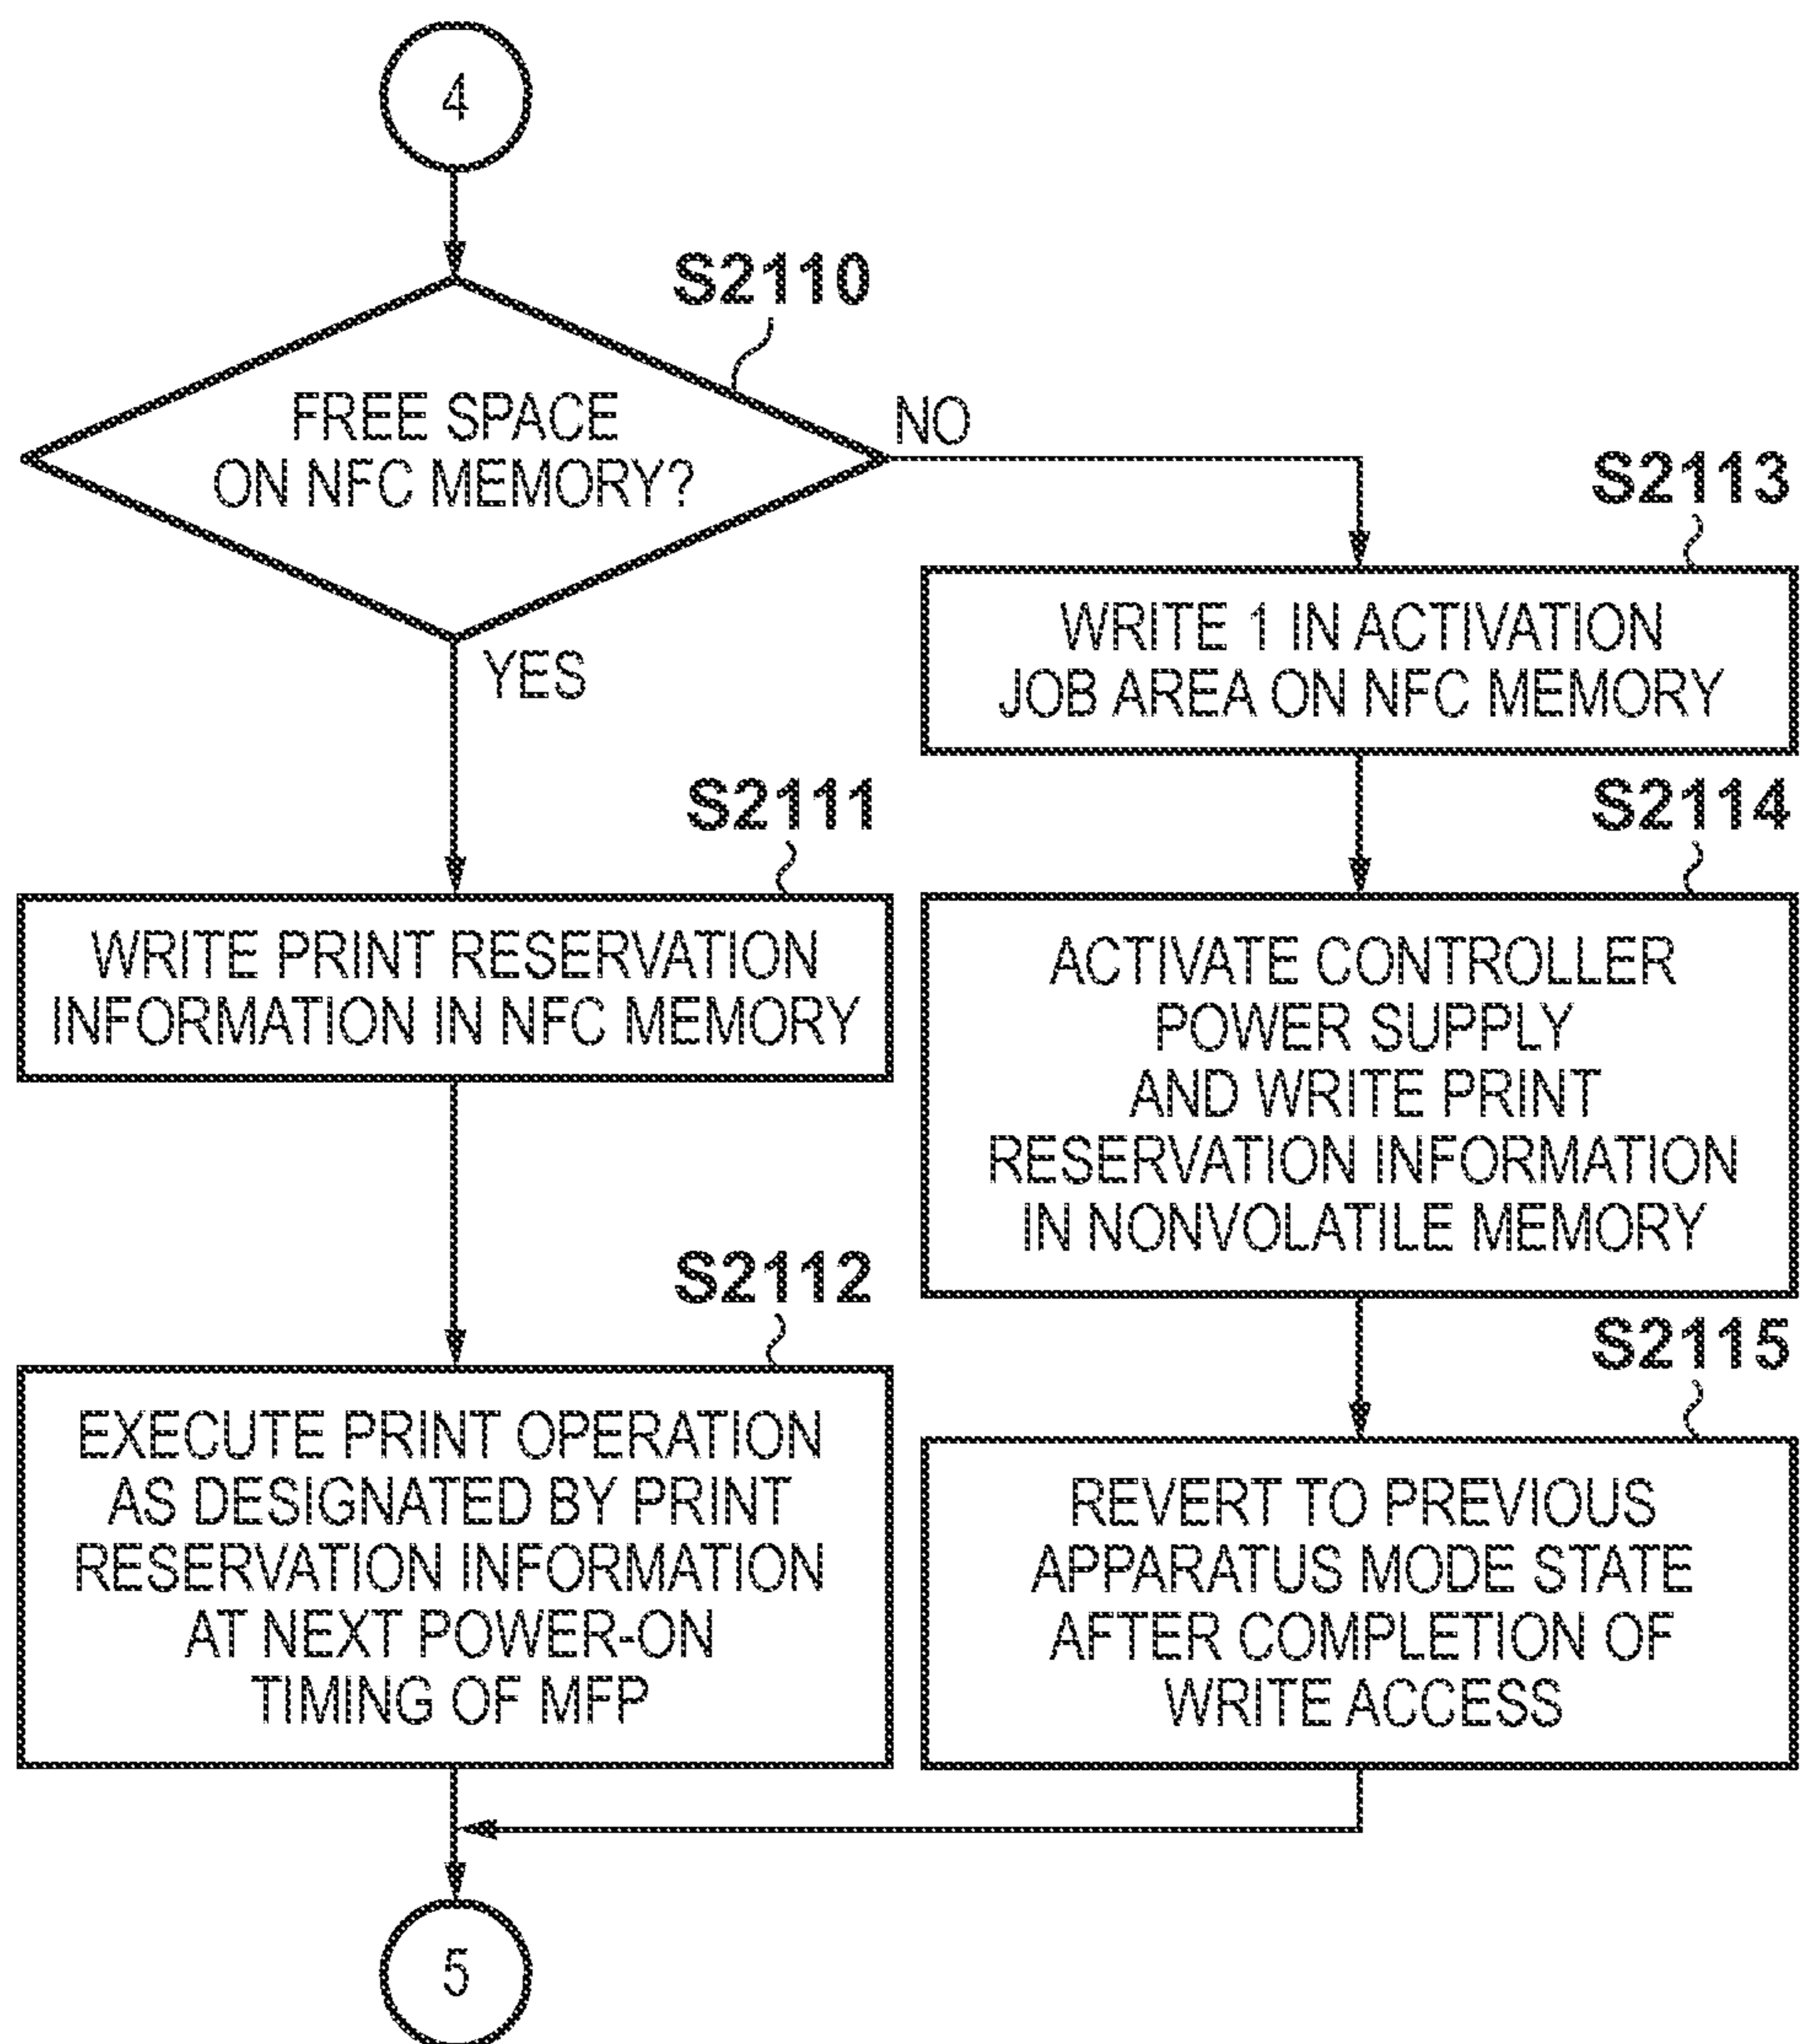 4
S2110
FREE SPACE
ON NFC MEMORY?
NO
YES
S2111
WRITE PRINT RESERVATION
INFORMATION IN NFC MEMORY
S2112
EXECUTE PRINT OPERATION
AS DESIGNATED BY PRINT
RESERVATION INFORMATION
AT NEXT POWER-ON
TIMING OF MFP
S2113
WRITE 1 IN ACTIVATION
JOB AREA ON NFC MEMORY
S2114
ACTIVATE CONTROLLER
POWER SUPPLY
AND WRITE PRINT
RESERVATION INFORMATION
IN NONVOLATILE MEMORY
S2115
REVERT TO PREVIOUS
APPARATUS MODE STATE
AFTER COMPLETION OF
WRITE ACCESS
5